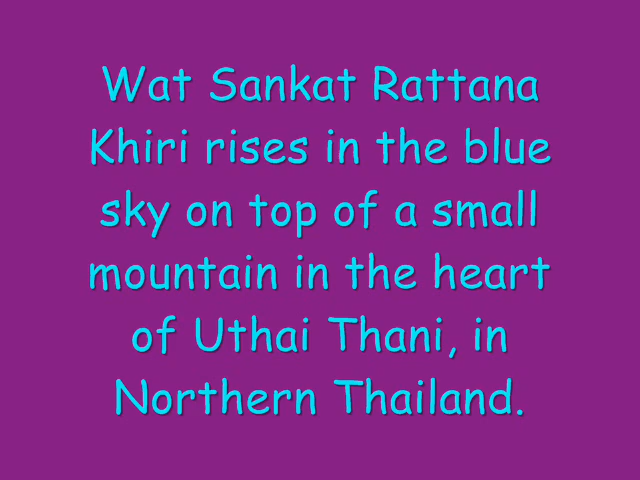 Wat Sankat Rattana
Khiri rises in the blue
sky on top of a small
mountain in the heart
of Uthai Thani, in
Northern Thailand.